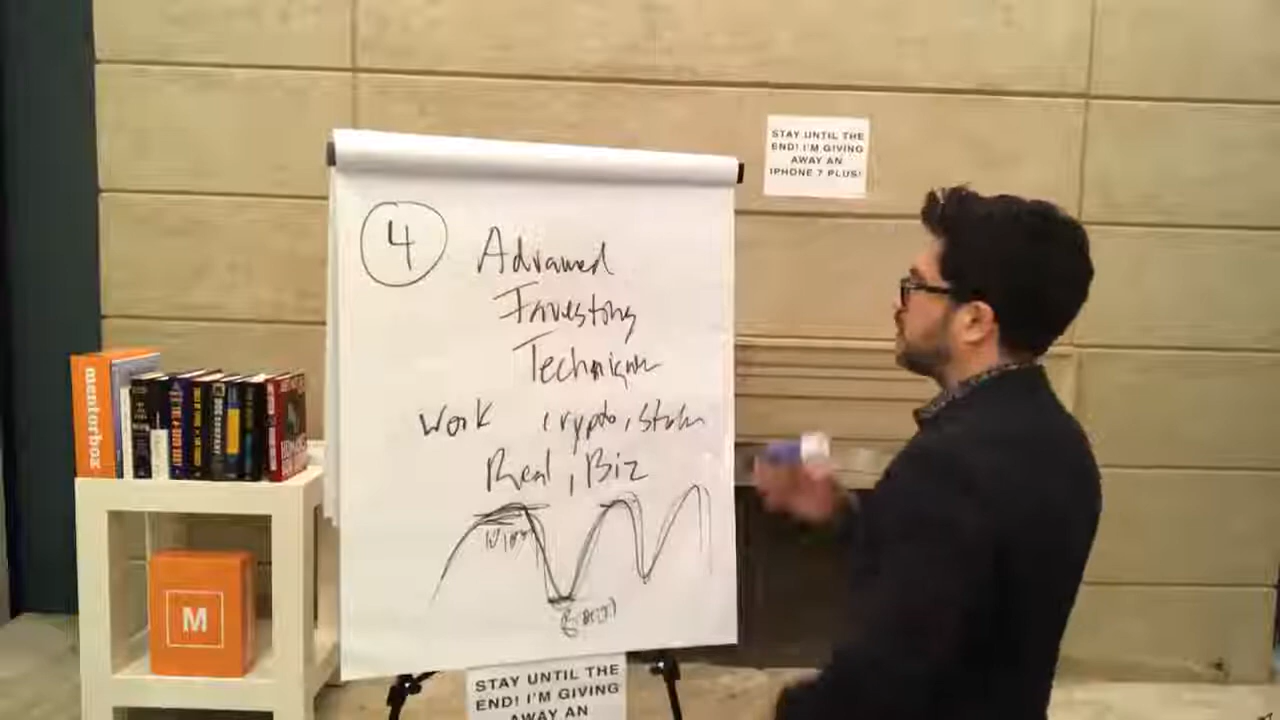 STAY UNTIL THE
END! I'M GIVING
AWAY AN
IPHONE 7 PLUS!
4 Advanced
Investing
Technique
Work crypto, Stocks
Real, Biz
mentorbox
M
STAY UNTIL THE
END! I'M GIVING
AWAY AN